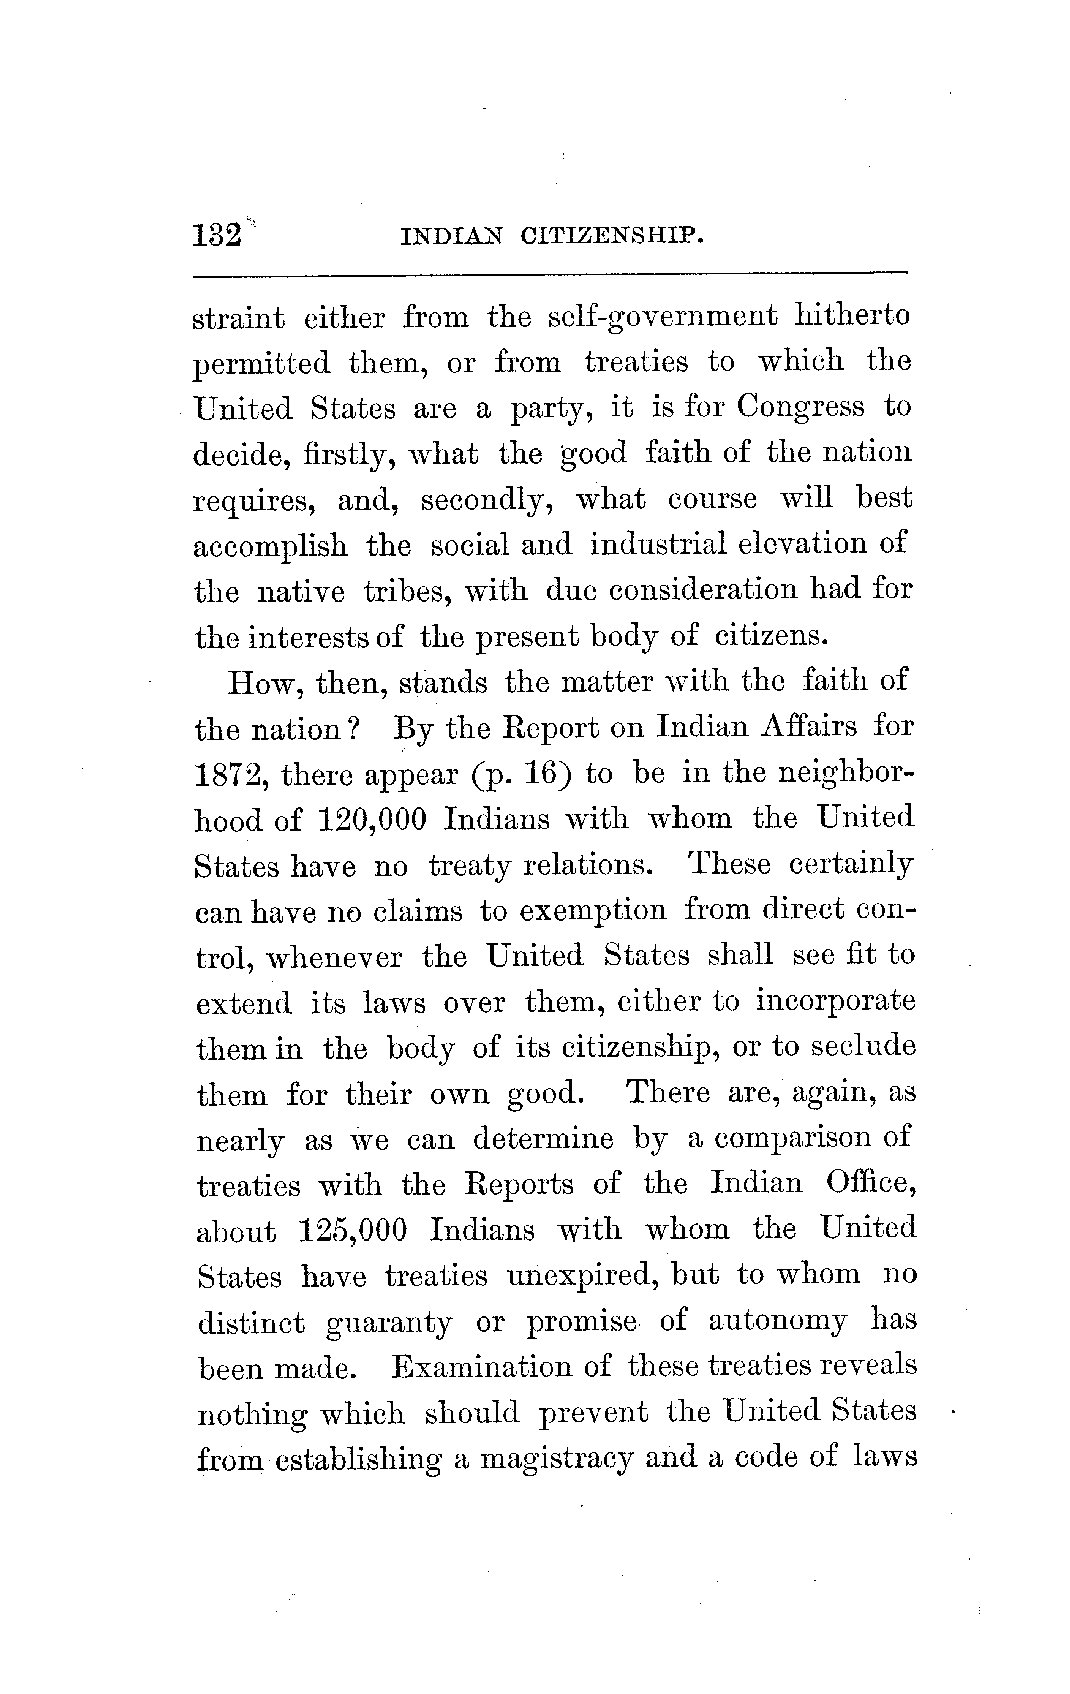 132 INDIAN CITIZENSHIP.
straint either from the self-government hitherto
permitted them, or from treaties to which the
United States are a party, it is for Congress to
decide, firstly, what the good faith of the nation
requires, and, secondly, what course will best
accomplish the social and industrial elevation of
the native tribes, with due consideration had for
the interests of the present body of citizens.
How, then, stands the matter with the faith of
the nation? By the Report on Indian Affairs for
1872, there appear (p. 16) to be in the neighbor-
hood of 120,000 Indians with whom the United
States have no treaty relations. These certainly
can have no claims to exemption from direct con-
trol, whenever the United States shall see fit to
extend its laws over them, either to incorporate
them in the body of its citizenship, or to seclude
them for their own good. There are, again, as
nearly as we can determine by a comparison of
treaties with the Reports of the Indian Office,
about 125,000 Indians with whom the United
States have treaties unexpired, but to whom no
distinct guaranty or promise of autonomy has
been made. Examination of these treaties reveals
nothing which should prevent the United States
from establishing a magistracy and a code of laws